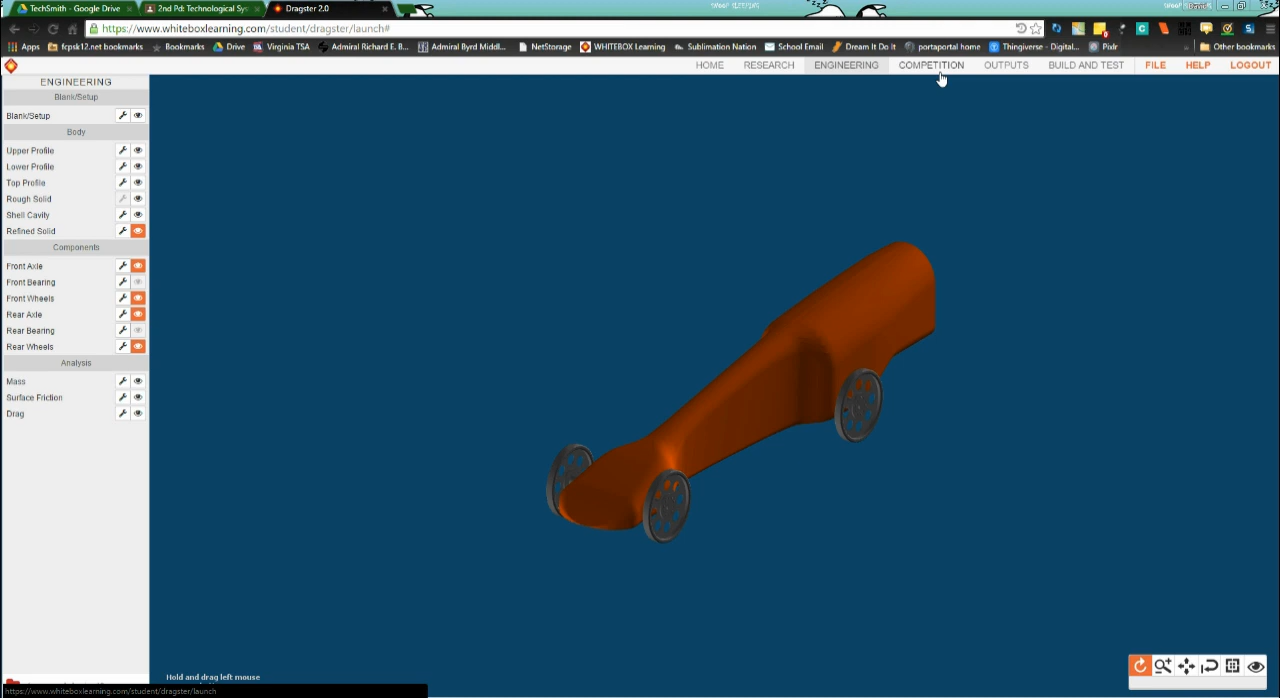 TechSmith - Google Drive
2nd Pd: Technological Sys
Dragster 2.0
https://www.whiteboxlearning.com/student/dragster/launch#
Apps fcpsk12.net bookmarks Bookmarks Drive Virginia TSA Admiral Richard E. B... Admiral Byrd Middl... NetStorage WHITEBOX Learning Sublimation Nation School Email Dream It Do It portaportal home Thingiverse - Digital... Pixlr Other bookmarks
HOME RESEARCH ENGINEERING COMPETITION OUTPUTS BUILD AND TEST FILE HELP LOGOUT
ENGINEERING
Blank/Setup
Blank/Setup
Body
Upper Profile
Lower Profile
Top Profile
Rough Solid
Shell Cavity
Refined Solid
Components
Front Axle
Front Bearing
Front Wheels
Rear Axle
Rear Bearing
Rear Wheels
Analysis
Mass
Surface Friction
Drag
Hold and drag left mouse
https://www.whiteboxlearning.com/student/dragster/launch